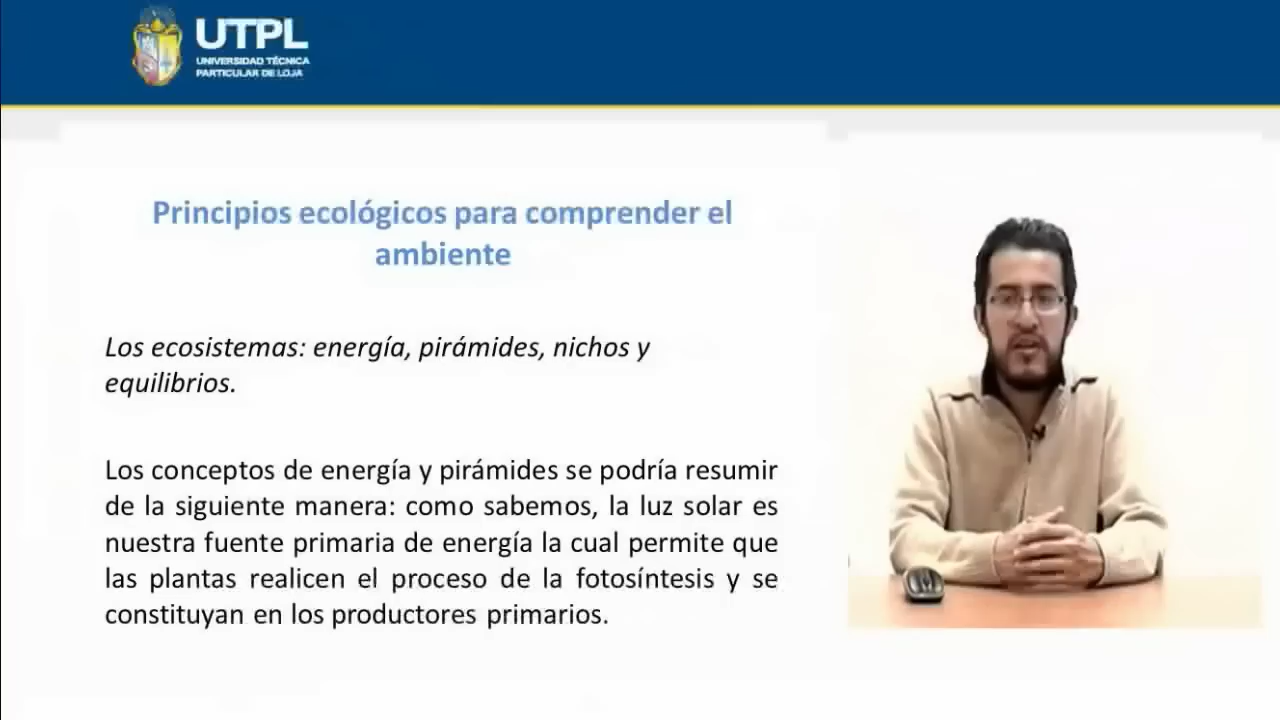 UTPL
UNIVERSIDAD TÉCNICA
PARTICULAR DE LOJA
Principios ecológicos para comprender el
ambiente
Los ecosistemas: energía, pirámides, nichos y
equilibrios.
Los conceptos de energía y pirámides se podría resumir
de la siguiente manera: como sabemos, la luz solar es
nuestra fuente primaria de energía la cual permite que
las plantas realicen el proceso de la fotosíntesis y se
constituyan en los productores primarios.